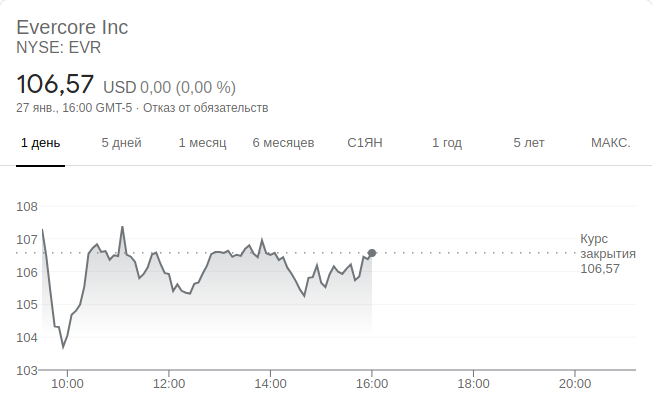 Evercore Inc
NYSE: EVR
106,57 USD 0,00 (0,00 %)
27 янв., 16:00 GMT-5 · Отказ от обязательств
1 день 5 дней 1 месяц 6 месяцев С1ЯН 1 год 5 лет МАКС.
108
107
106
105
104
103
Курс
закрытия
106,57
10:00 12:00 14:00 16:00 18:00 20:00